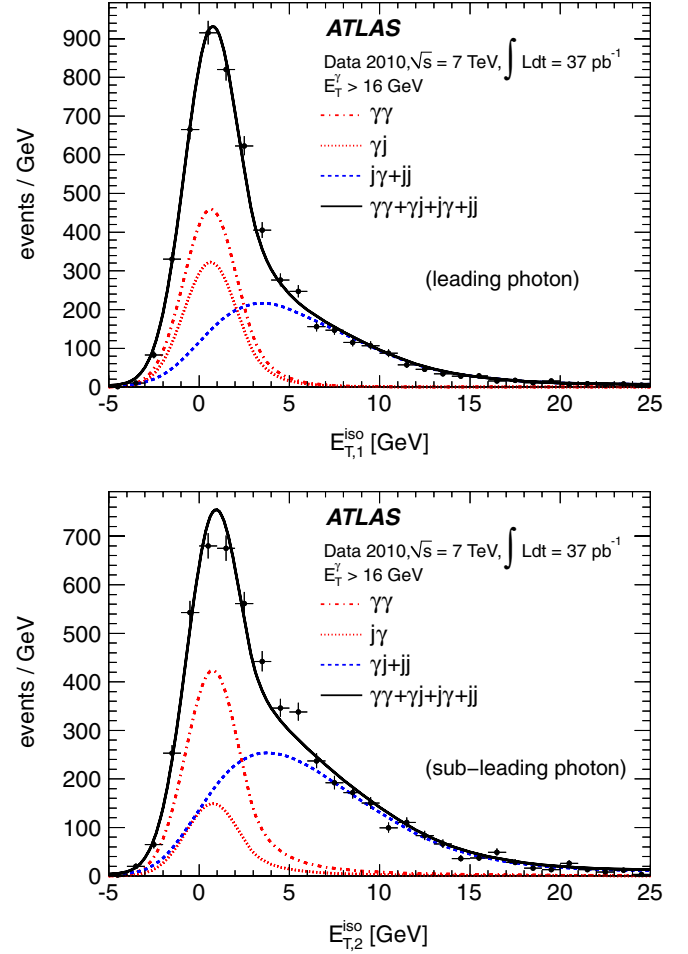 ATLAS
Data 2010, √s = 7 TeV, ∫ Ldt = 37 pb⁻¹
E_T^γ > 16 GeV
γγ
γj
jγ+jj
γγ+γj+jγ+jj
(leading photon)
events / GeV
900
800
700
600
500
400
300
200
100
0
-5 0 5 10 15 20 25
E_{T,1}^{iso} [GeV]
ATLAS
Data 2010, √s = 7 TeV, ∫ Ldt = 37 pb⁻¹
E_T^γ > 16 GeV
γγ
jγ
γj+jj
γγ+γj+jγ+jj
(sub-leading photon)
events / GeV
700
600
500
400
300
200
100
0
-5 0 5 10 15 20 25
E_{T,2}^{iso} [GeV]